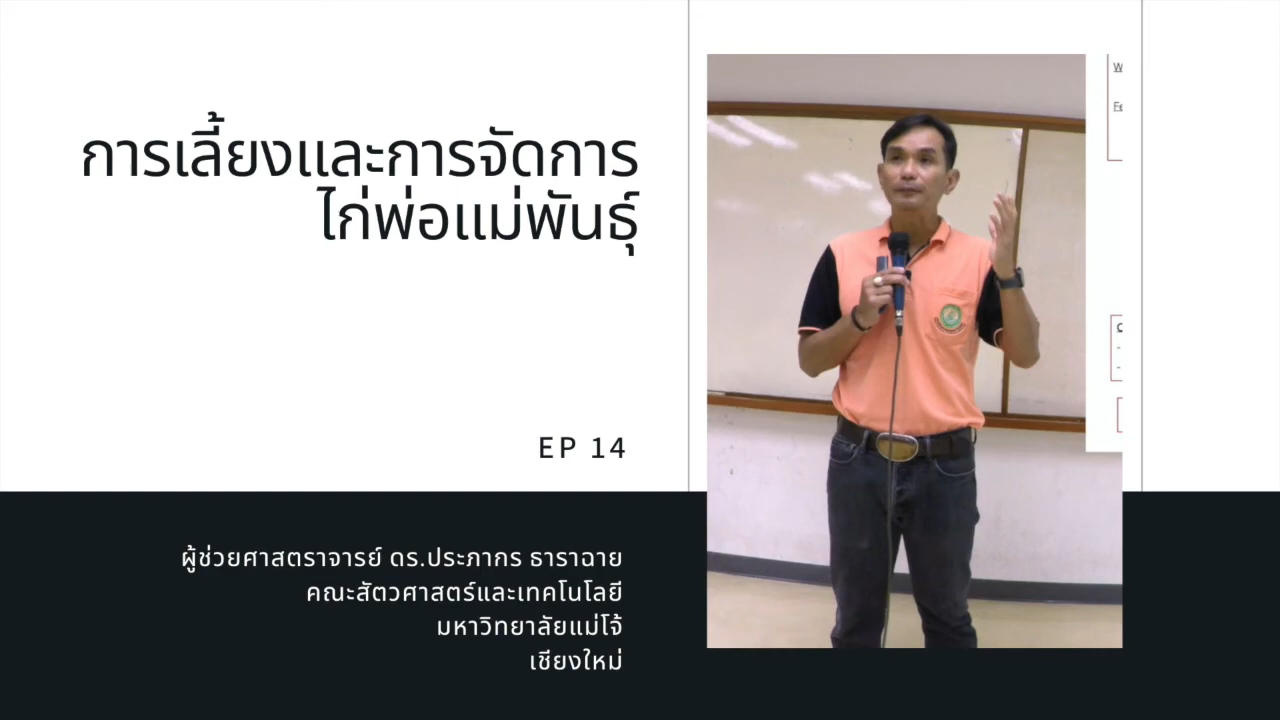 การเลี้ยงและการจัดการ
ไก่พ่อแม่พันธุ์
EP 14
ผู้ช่วยศาสตราจารย์ ดร.ประภากร ธาราฉาย
คณะสัตวศาสตร์และเทคโนโลยี
มหาวิทยาลัยแม่โจ้
เชียงใหม่